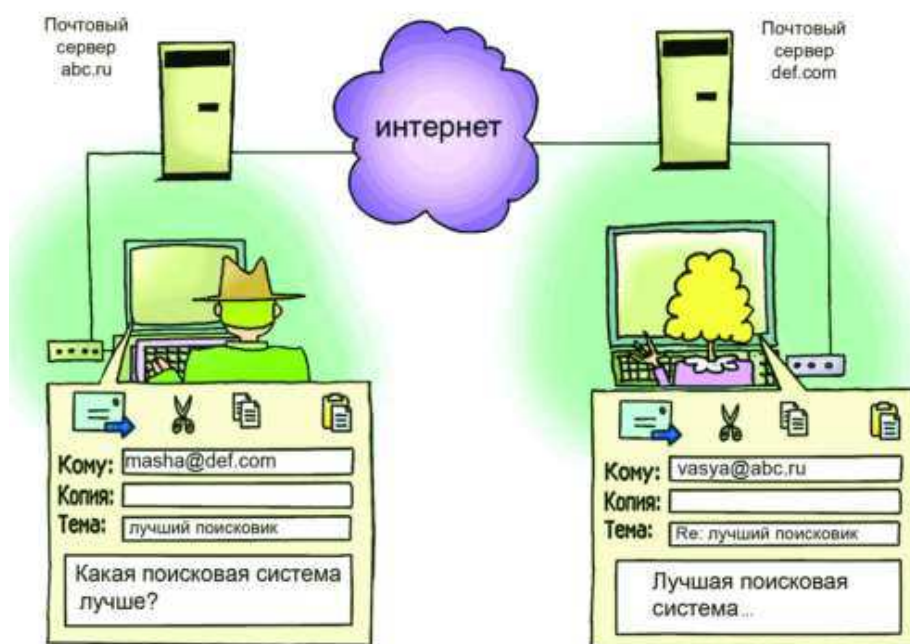 Почтовый
сервер
abc.ru
Почтовый
сервер
def.com
интернет
Кому: masha@def.com
Копия:
Тема: лучший поисковик
Какая поисковая система
лучше?
Кому: vasya@abc.ru
Копия:
Тема: Re: лучший поисковик
Лучшая поисковая
система...